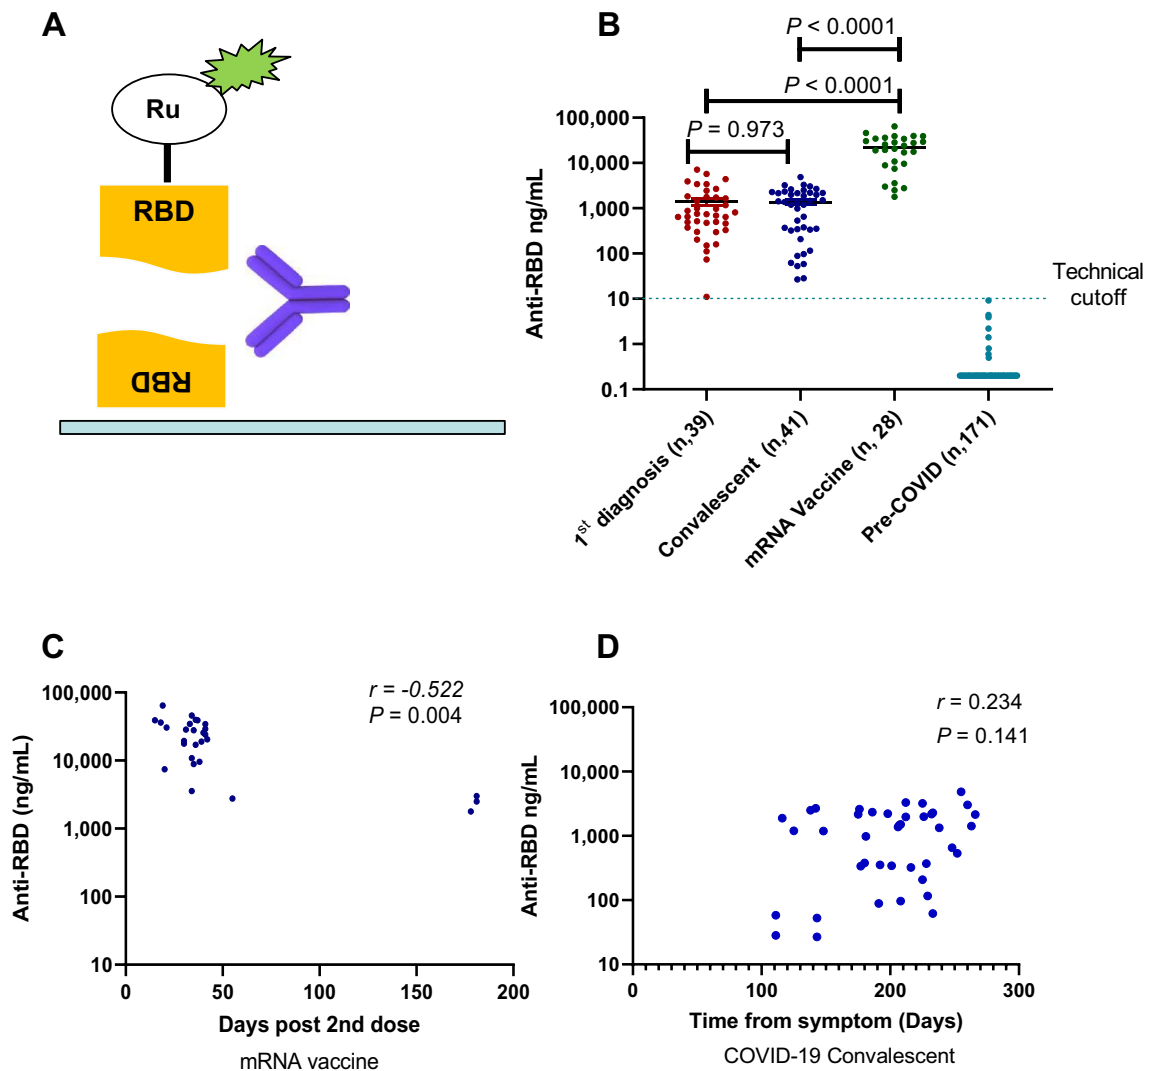 A
Ru
RBD
RBD
B
P < 0.0001
P < 0.0001
P = 0.973
100,000
10,000
1,000
100
10
1
0.1
Anti-RBD ng/mL
Technical
cutoff
1st diagnosis (n,39)
Convalescent (n,41)
mRNA Vaccine (n, 28)
Pre-COVID (n,171)
C
r = -0.522
P = 0.004
100,000
10,000
1,000
100
10
Anti-RBD (ng/mL)
0
50
100
150
200
Days post 2nd dose
mRNA vaccine
D
r = 0.234
P = 0.141
100,000
10,000
1,000
100
10
Anti-RBD ng/mL
0
100
200
300
Time from symptom (Days)
COVID-19 Convalescent